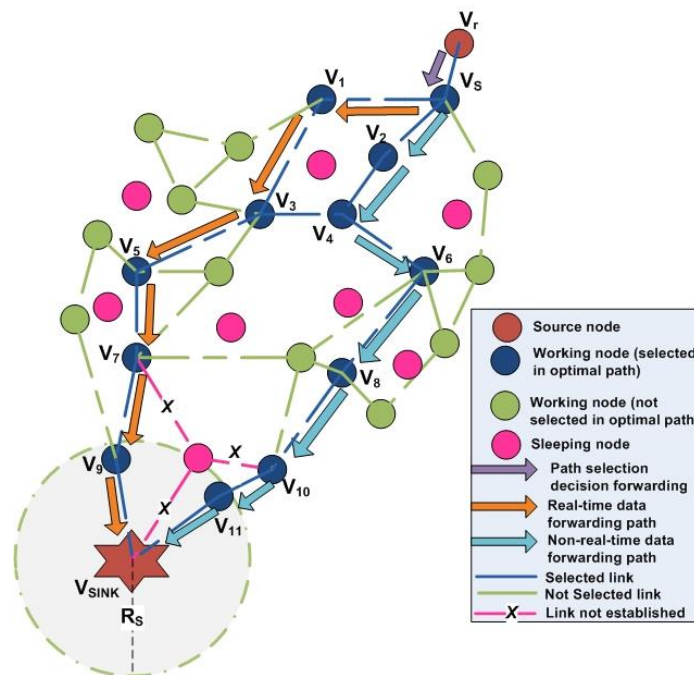 Vr
V1
VS
V2
V3
V4
V5
V6
V7
V8
V9
V10
V11
VSINK
RS
X
X
X
Source node
Working node (selected
in optimal path)
Working node (not
selected in optimal path)
Sleeping node
Path selection
decision forwarding
Real-time data
forwarding path
Non-real-time data
forwarding path
Selected link
Not Selected link
X
Link not established